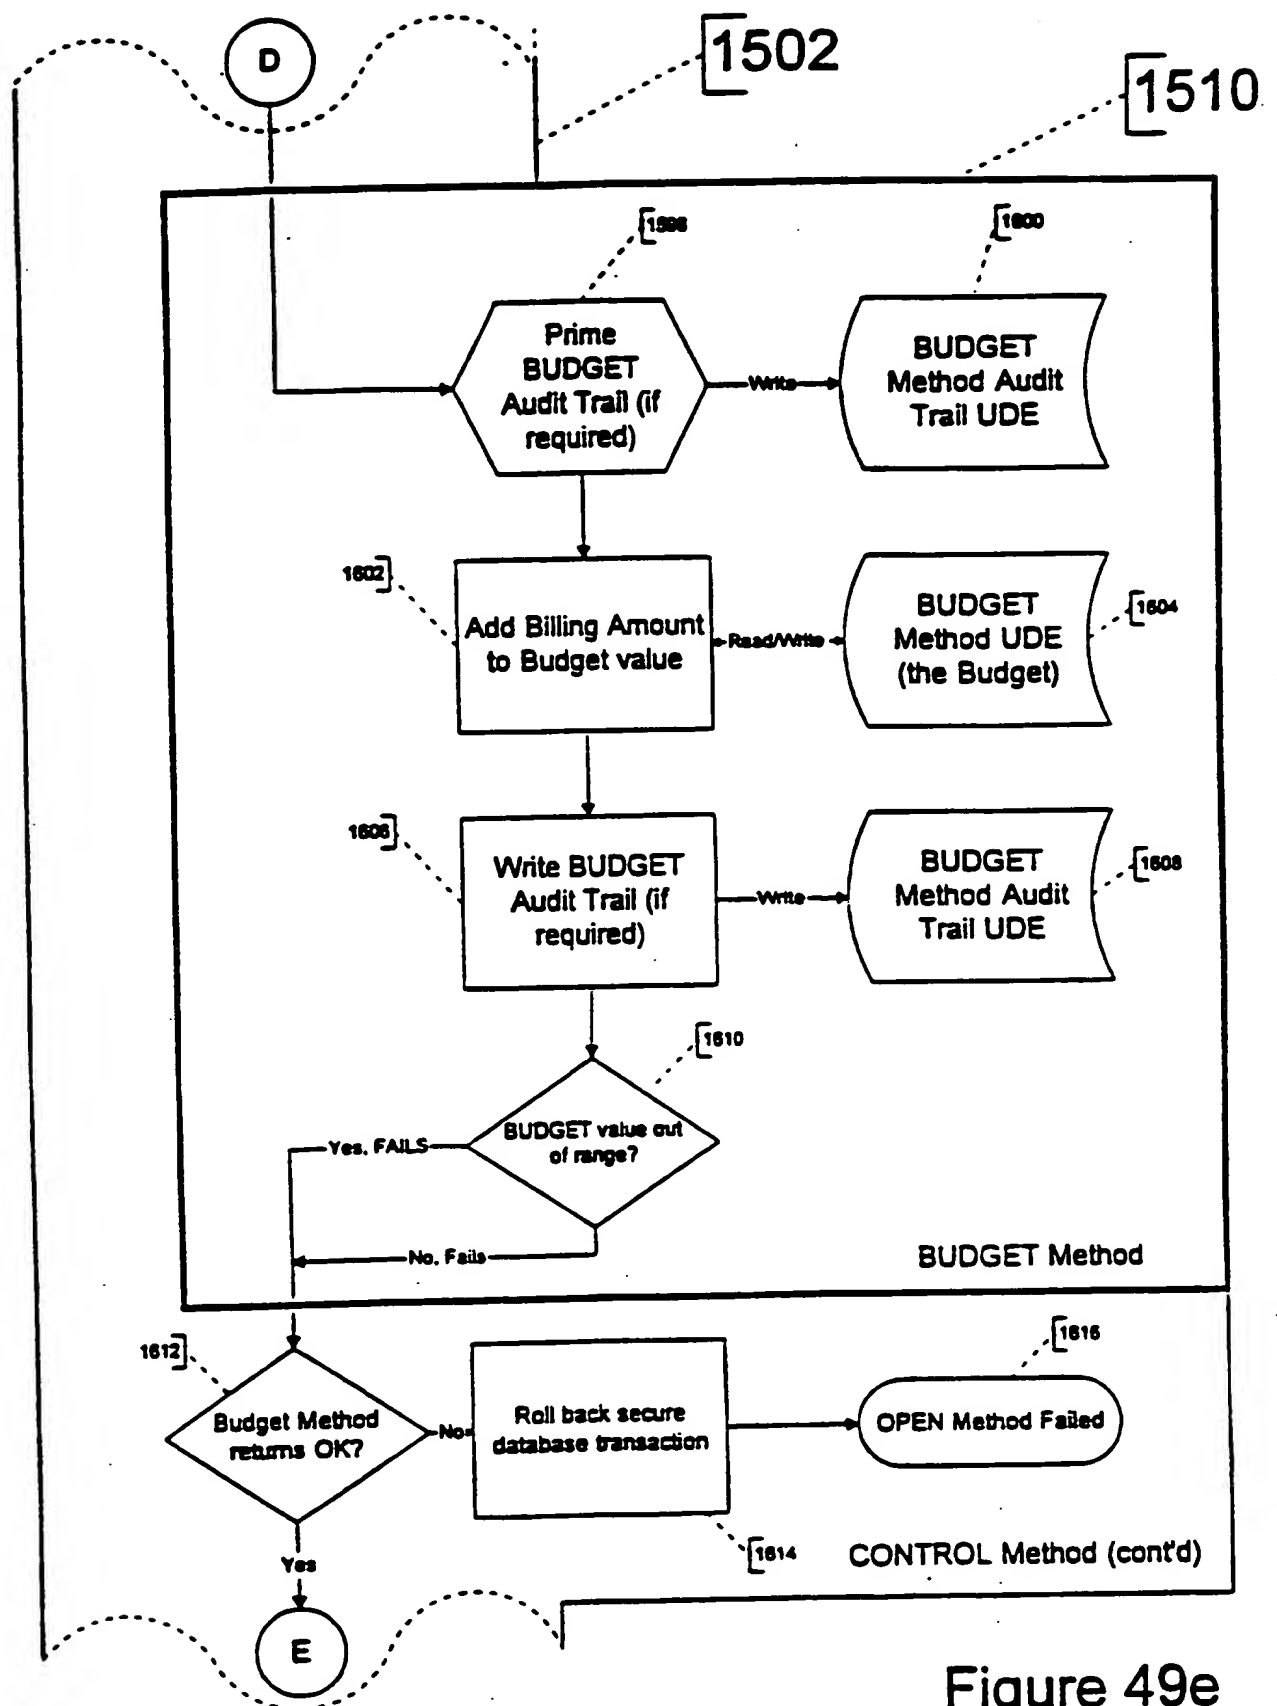 D
1502
1510
1598
1600
Prime
BUDGET
Audit Trail (if
required)
Write
BUDGET
Method Audit
Trail UDE
1602
Add Billing Amount
to Budget value
Read/Write
BUDGET
Method UDE
(the Budget)
1604
1606
Write BUDGET
Audit Trail (if
required)
Write
BUDGET
Method Audit
Trail UDE
1608
1610
BUDGET value out
of range?
Yes, FAILS
No, Fails
BUDGET Method
1612
Budget Method
returns OK?
No
Roll back secure
database transaction
1616
OPEN Method Failed
1614
CONTROL Method (cont'd)
Yes
E
Figure 49e